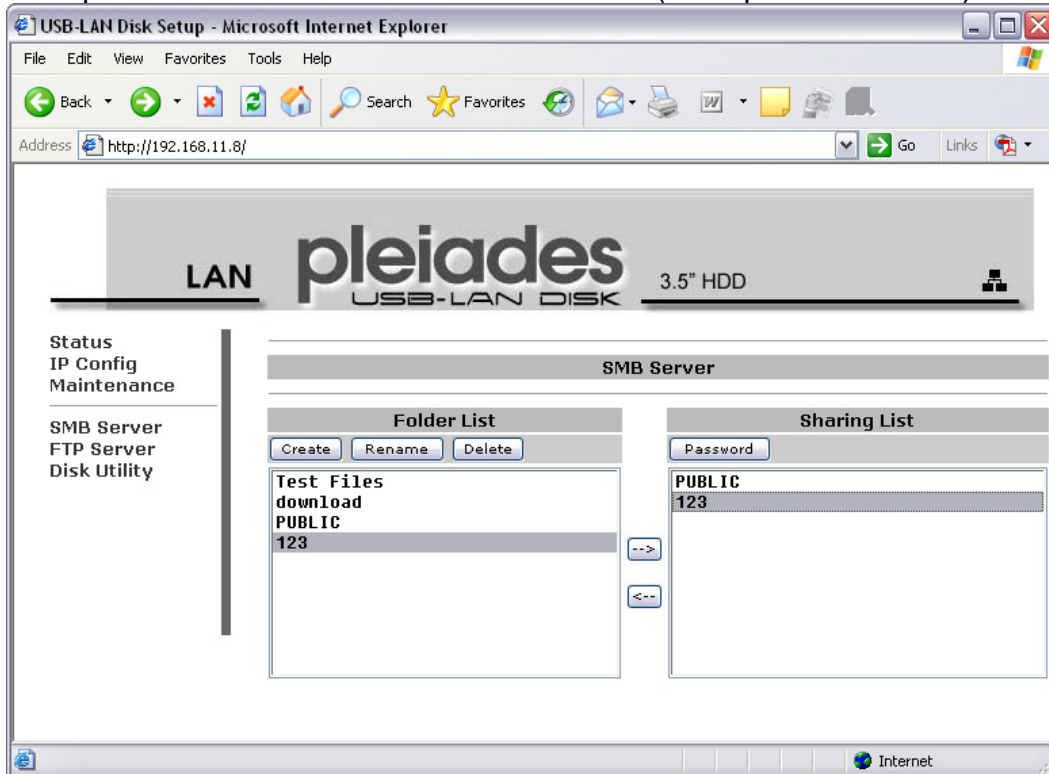 USB-LAN Disk Setup - Microsoft Internet Explorer
File Edit View Favorites Tools Help
Back Search Favorites
Address http://192.168.11.8/ Go Links
LAN pleiades 3.5" HDD
USB-LAN DISK
Status
IP Config
Maintenance
SMB Server
FTP Server
Disk Utility
SMB Server
Folder List
Create Rename Delete
Test Files
download
PUBLIC
123
-->
<--
Sharing List
Password
PUBLIC
123
Internet